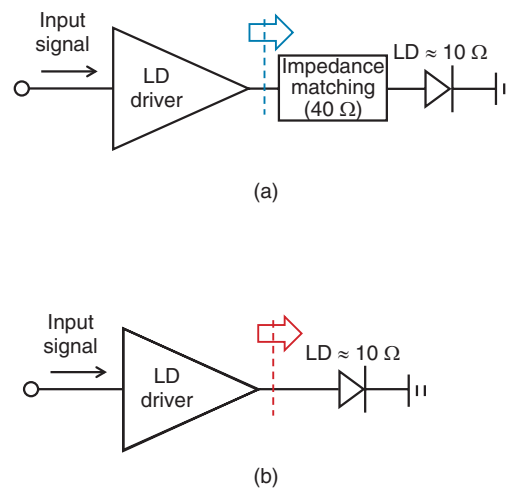 Input
signal
LD
driver
Impedance
matching
(40 Ω)
LD ≈ 10 Ω
(a)
Input
signal
LD
driver
LD ≈ 10 Ω
(b)